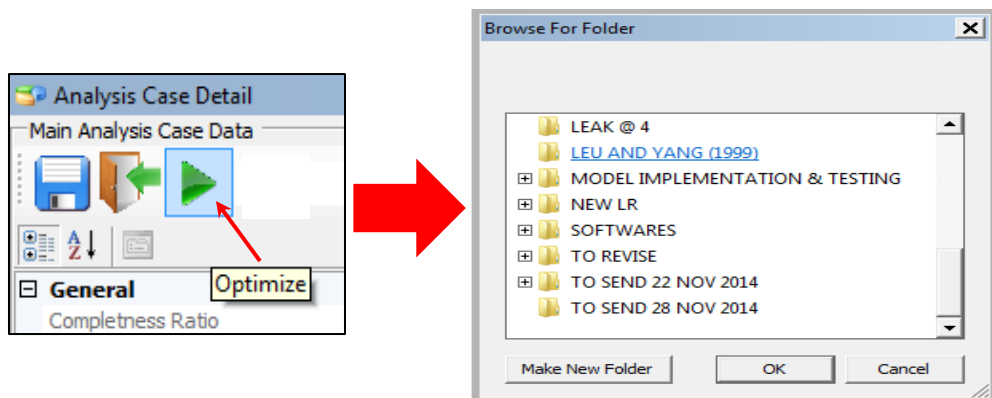 Analysis Case Detail
Main Analysis Case Data
A
Z
Optimize
General
Completness Ratio
Browse For Folder
LEAK @ 4
LEU AND YANG (1999)
MODEL IMPLEMENTATION & TESTING
NEW LR
SOFTWARES
TO REVISE
TO SEND 22 NOV 2014
TO SEND 28 NOV 2014
Make New Folder
OK
Cancel